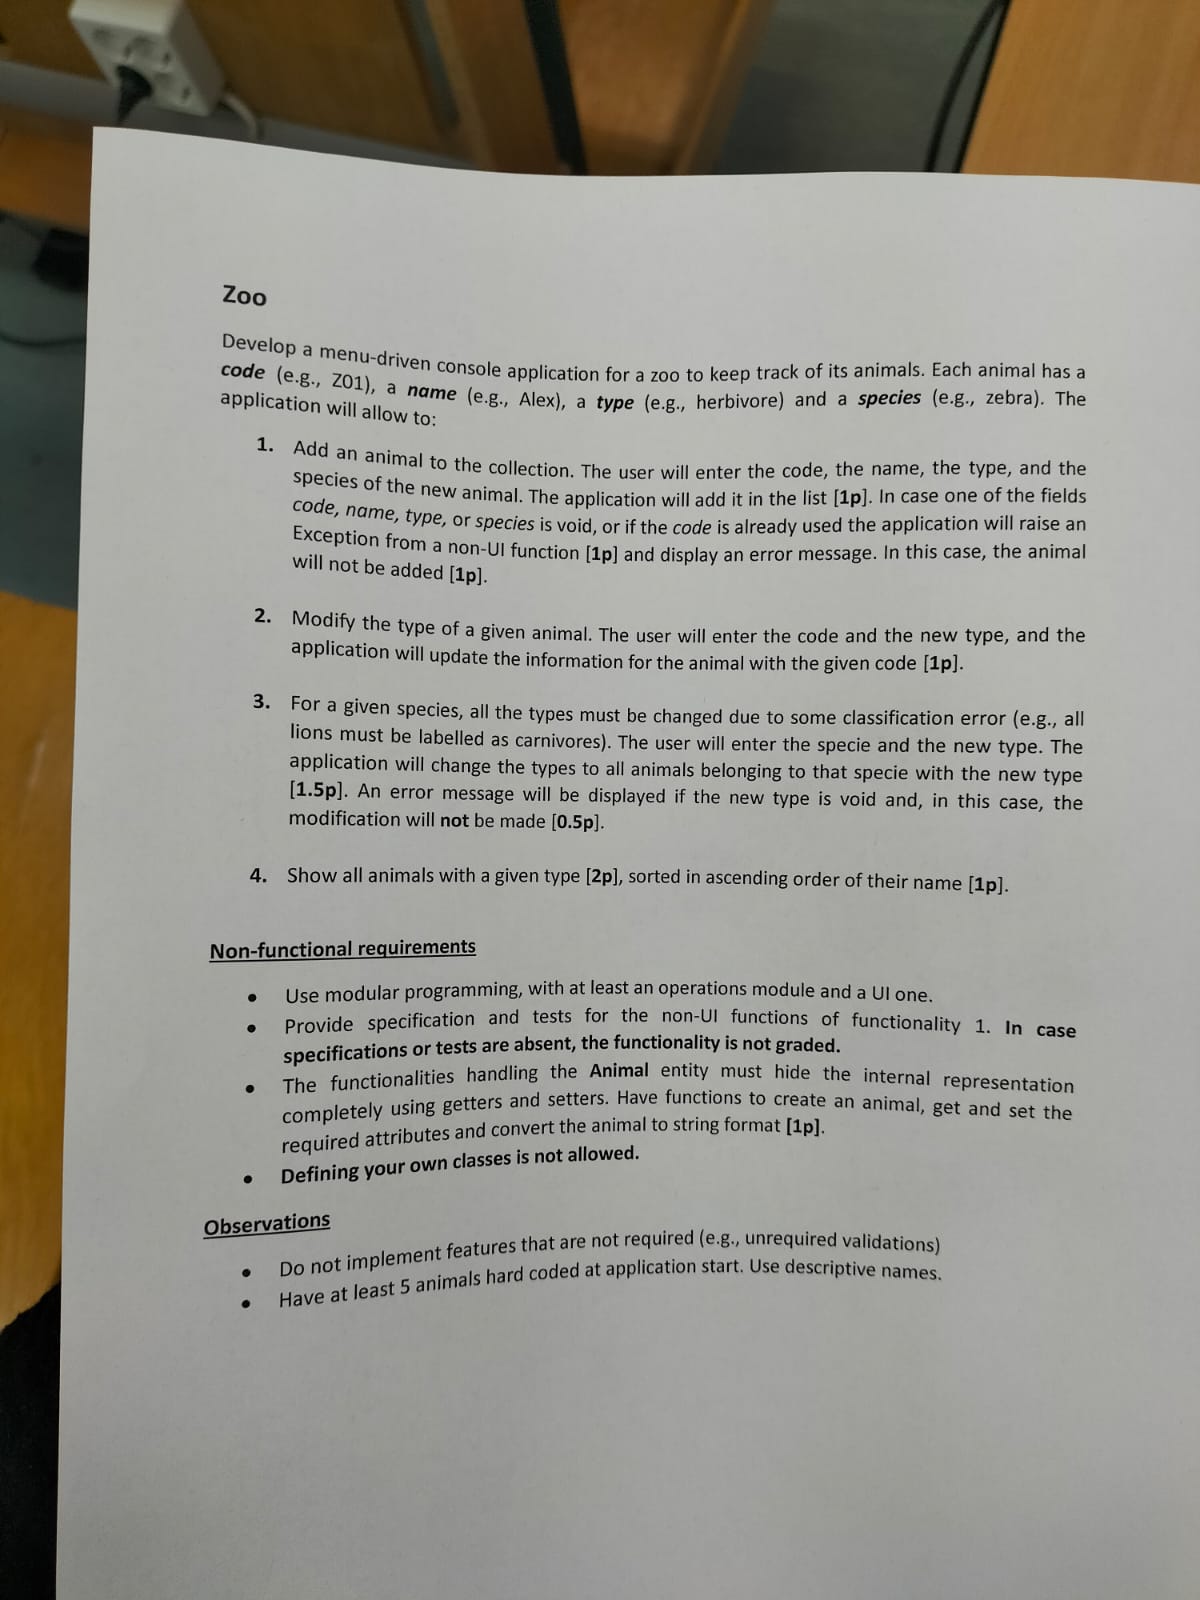 Zoo
Develop a menu-driven console application for a zoo to keep track of its animals. Each animal has a
code (e.g., Z01), a name (e.g., Alex), a type (e.g., herbivore) and a species (e.g., zebra). The
application will allow to:
1. Add an animal to the collection. The user will enter the code, the name, the type, and the
species of the new animal. The application will add it in the list [1p]. In case one of the fields
code, name, type, or species is void, or if the code is already used the application will raise an
Exception from a non-UI function [1p] and display an error message. In this case, the animal
will not be added [1p].
2. Modify the type of a given animal. The user will enter the code and the new type, and the
application will update the information for the animal with the given code [1p].
3. For a given species, all the types must be changed due to some classification error (e.g., all
lions must be labelled as carnivores). The user will enter the specie and the new type. The
application will change the types to all animals belonging to that specie with the new type
[1.5p]. An error message will be displayed if the new type is void and, in this case, the
modification will not be made [0.5p].
4. Show all animals with a given type [2p], sorted in ascending order of their name [1p].
Non-functional requirements
• Use modular programming, with at least an operations module and a UI one.
• Provide specification and tests for the non-UI functions of functionality 1. In case
specifications or tests are absent, the functionality is not graded.
• The functionalities handling the Animal entity must hide the internal representation
completely using getters and setters. Have functions to create an animal, get and set the
required attributes and convert the animal to string format [1p].
• Defining your own classes is not allowed.
Observations
• Do not implement features that are not required (e.g., unrequired validations)
• Have at least 5 animals hard coded at application start. Use descriptive names.